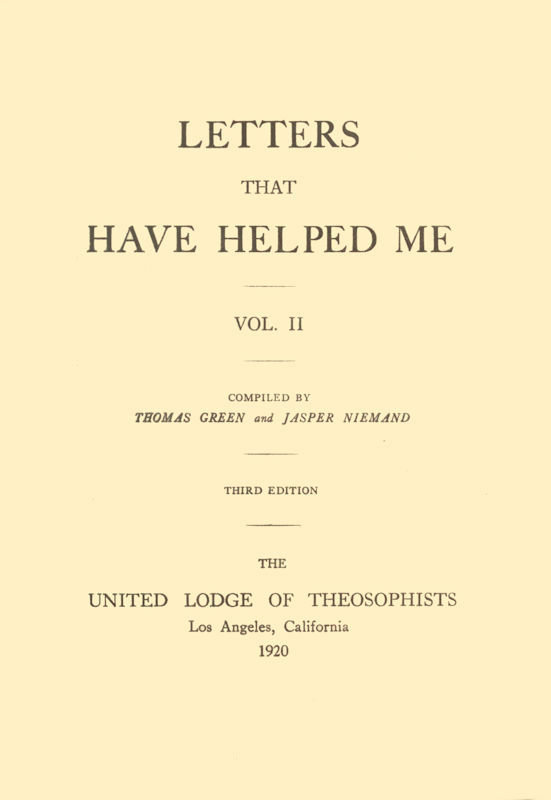 LETTERS
THAT
HAVE HELPED ME
VOL. II
COMPILED BY
THOMAS GREEN and JASPER NIEMAND
THIRD EDITION
THE
UNITED LODGE OF THEOSOPHISTS
Los Angeles, California
1920